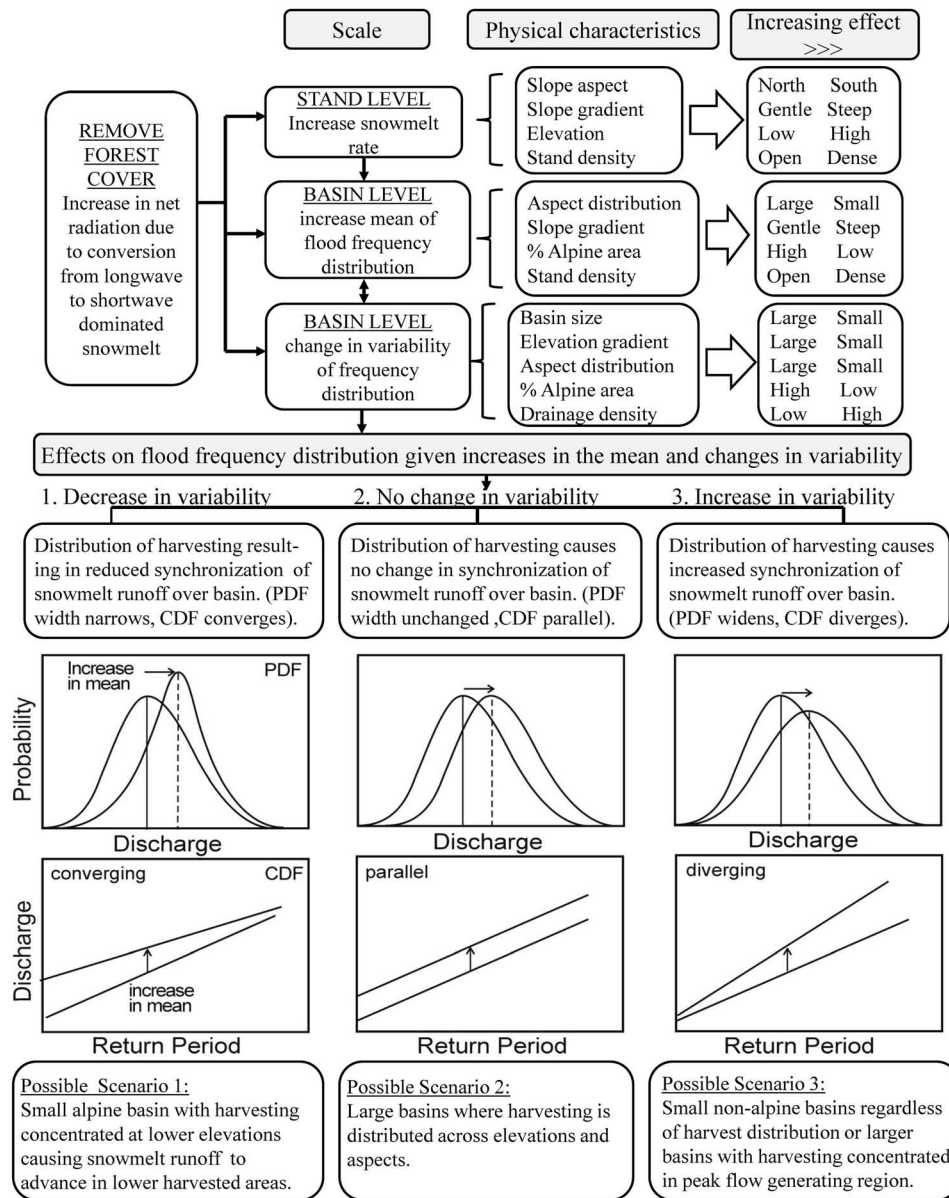 Scale
Physical characteristics
Increasing effect
>>>
REMOVE
FOREST
COVER
Increase in net
radiation due to
conversion
from longwave
to shortwave
dominated
snowmelt
STAND LEVEL
Increase snowmelt
rate
Slope aspect
Slope gradient
Elevation
Stand density
North South
Gentle Steep
Low High
Open Dense
BASIN LEVEL
increase mean of
flood frequency
distribution
Aspect distribution
Slope gradient
% Alpine area
Stand density
Large Small
Gentle Steep
High Low
Open Dense
BASIN LEVEL
change in variability
of frequency
distribution
Basin size
Elevation gradient
Aspect distribution
% Alpine area
Drainage density
Large Small
Large Small
Large Small
High Low
Low High
Effects on flood frequency distribution given increases in the mean and changes in variability
1. Decrease in variability
2. No change in variability
3. Increase in variability
Distribution of harvesting result-
ing in reduced synchronization of
snowmelt runoff over basin. (PDF
width narrows, CDF converges).
Distribution of harvesting causes
no change in synchronization of
snowmelt runoff over basin. (PDF
width unchanged ,CDF parallel).
Distribution of harvesting causes
increased synchronization of
snowmelt runoff over basin.
(PDF widens, CDF diverges).
Increase
in mean
PDF
Probability
Discharge
Discharge
Discharge
converging
CDF
increase
in mean
Discharge
Return Period
parallel
Return Period
diverging
Return Period
Possible Scenario 1:
Small alpine basin with harvesting
concentrated at lower elevations
causing snowmelt runoff to
advance in lower harvested areas.
Possible Scenario 2:
Large basins where harvesting is
distributed across elevations and
aspects.
Possible Scenario 3:
Small non-alpine basins regardless
of harvest distribution or larger
basins with harvesting concentrated
in peak flow generating region.